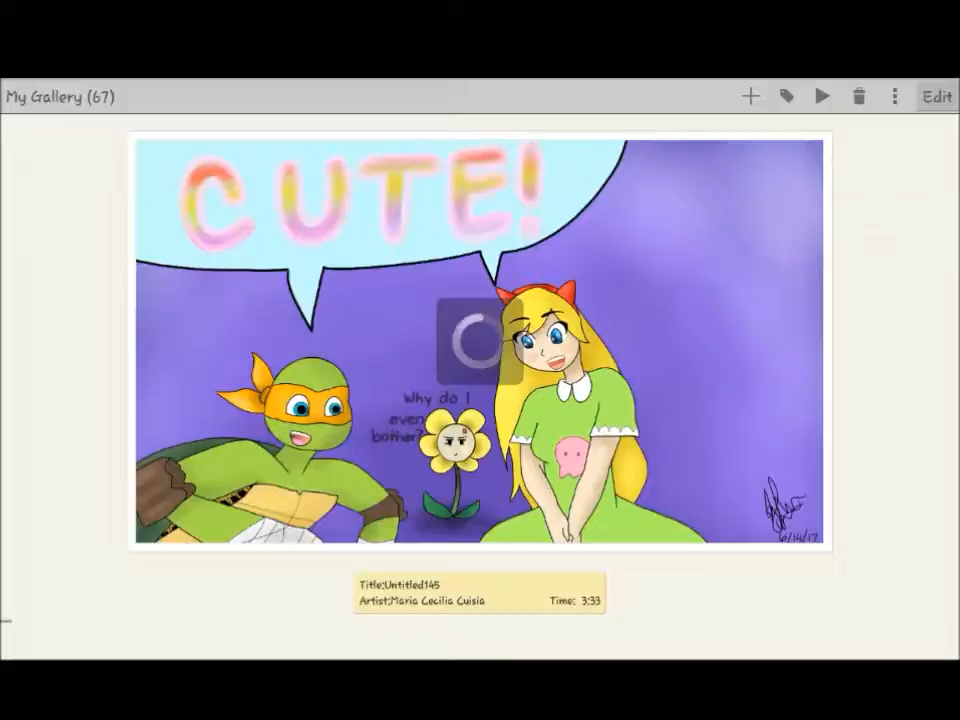 My Gallery (67)
Edit
CUTE!
Why do I
even
bother?
6/14/17
Title:Untitled145
Artist:Maria Cecilia Cuisia
Time: 3:33